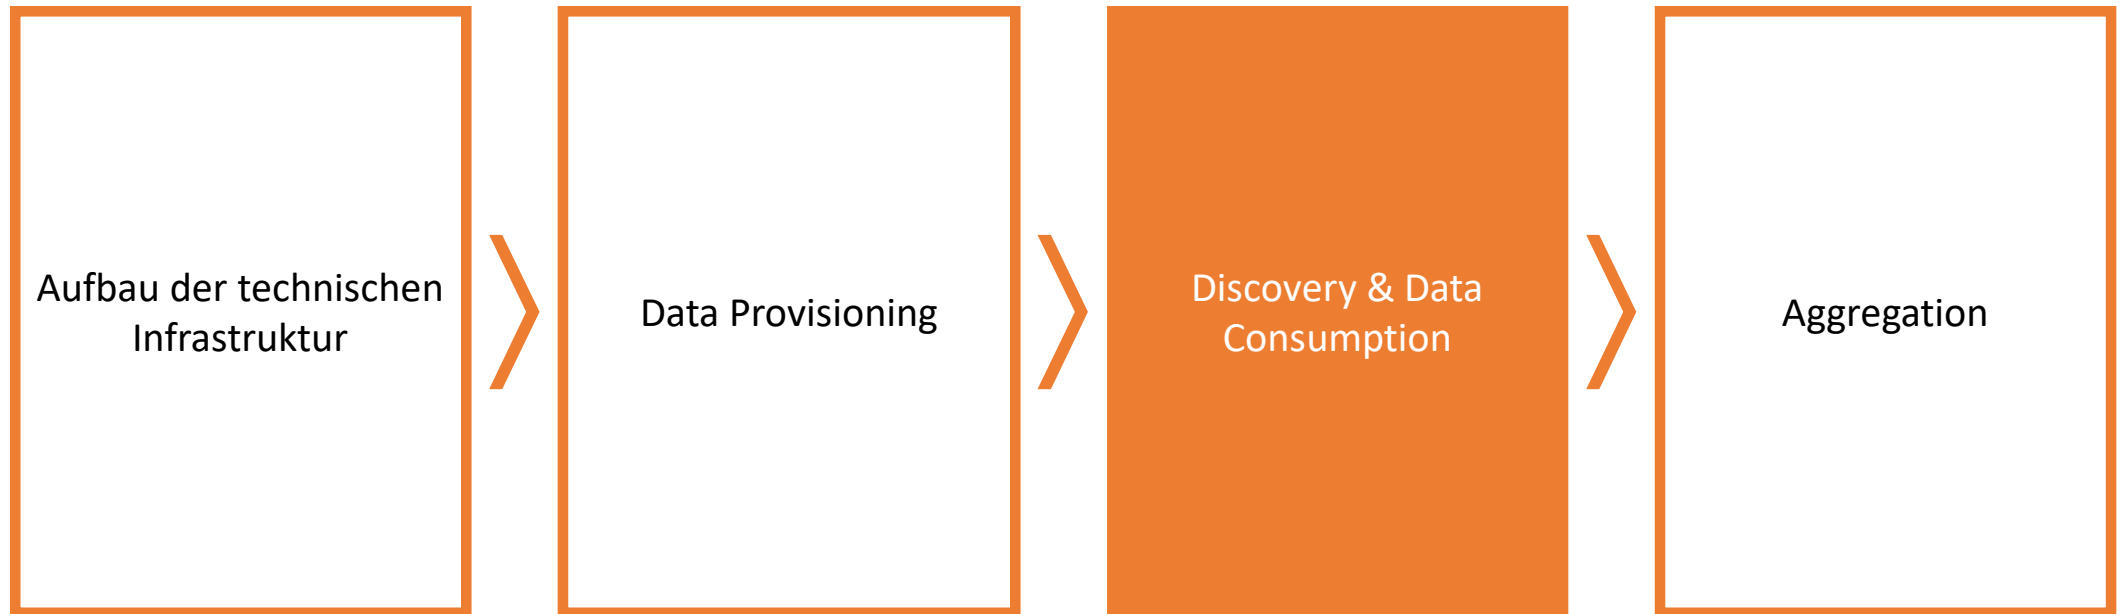 Aufbau der technischen
Infrastruktur
Data Provisioning
Discovery & Data
Consumption
Aggregation